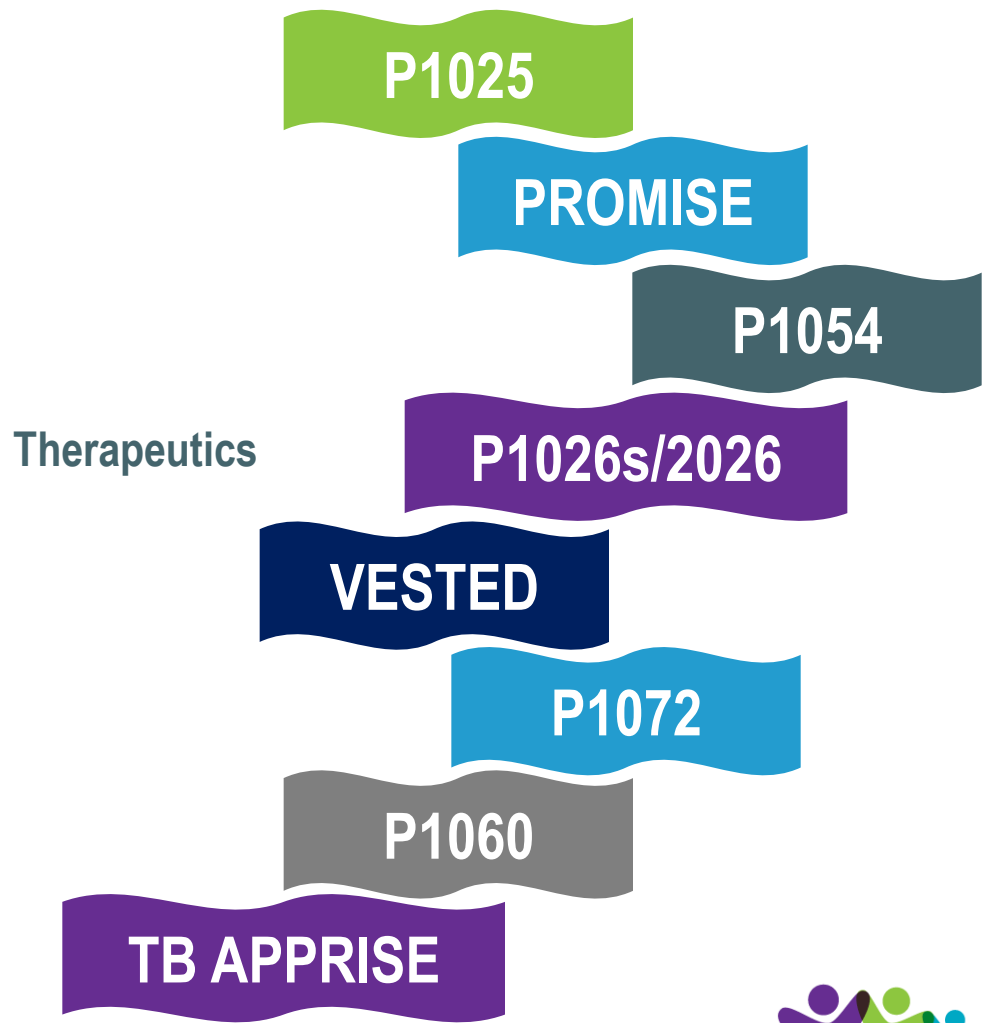 P1025
PROMISE
P1054
Therapeutics
P1026s/2026
VESTED
P1072
P1060
TB APPRISE